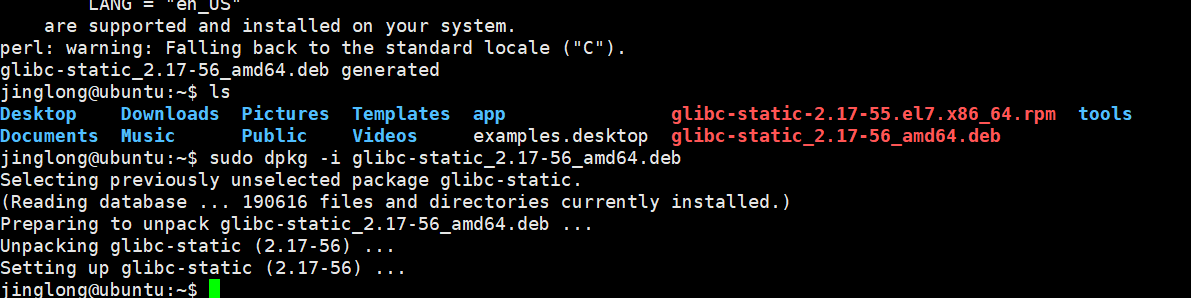 LANG = "en_US"
are supported and installed on your system.
perl: warning: Falling back to the standard locale ("C").
glibc-static_2.17-56_amd64.deb generated
jinglong@ubuntu:~$ ls
Desktop Downloads Pictures Templates app glibc-static-2.17-55.el7.x86_64.rpm tools
Documents Music Public Videos examples.desktop glibc-static_2.17-56_amd64.deb
jinglong@ubuntu:~$ sudo dpkg -i glibc-static_2.17-56_amd64.deb
Selecting previously unselected package glibc-static.
(Reading database ... 190616 files and directories currently installed.)
Preparing to unpack glibc-static_2.17-56_amd64.deb ...
Unpacking glibc-static (2.17-56) ...
Setting up glibc-static (2.17-56) ...
jinglong@ubuntu:~$